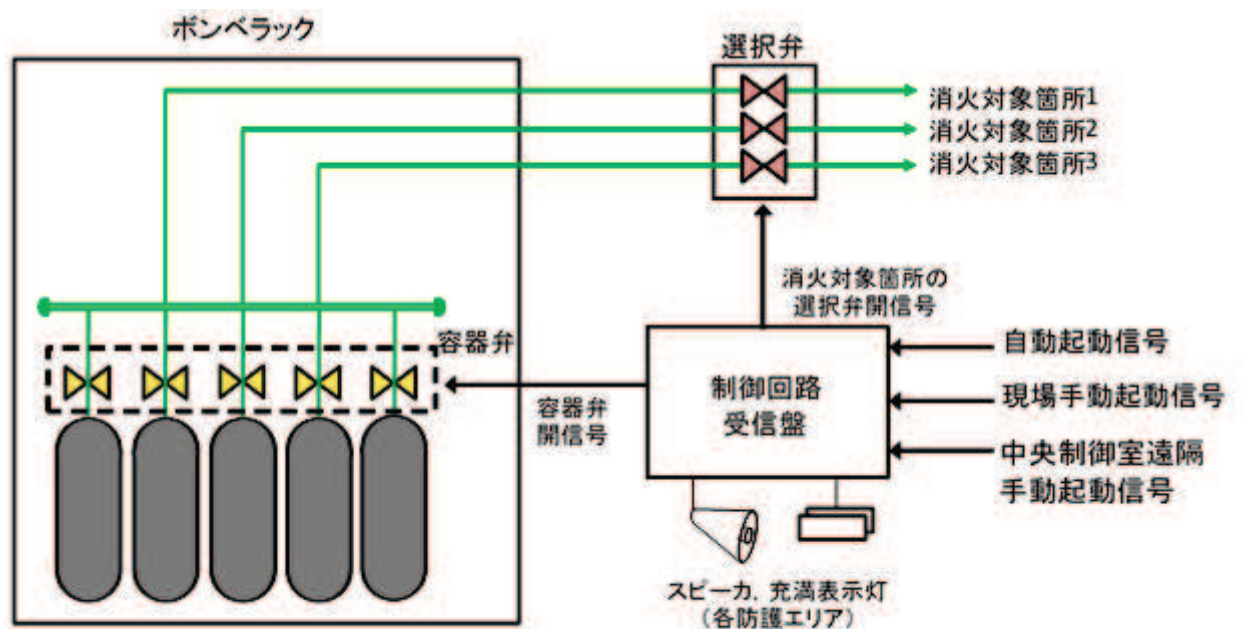 ボンベラック
選択弁
消火対象箇所1
消火対象箇所2
消火対象箇所3
消火対象箇所の
選択弁開信号
容器弁
自動起動信号
制御回路
受信盤
現場手動起動信号
容器弁
開信号
中央制御室遠隔
手動起動信号
スピーカ,充満表示灯
(各防護エリア)